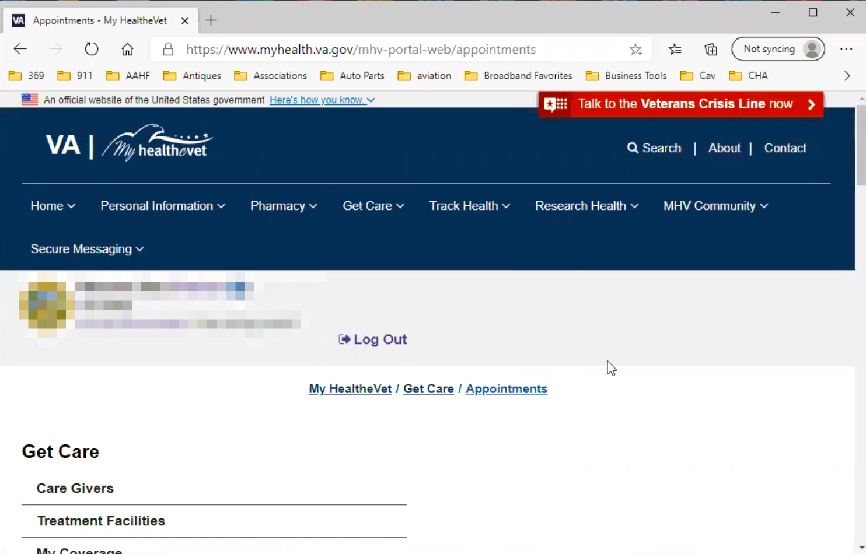 Appointments - My HealtheVet
https://www.myhealth.va.gov/mhv-portal-web/appointments
Not syncing
369 911 AAHF Antiques Associations Auto Parts aviation Broadband Favorites Business Tools Cav CHA
An official website of the United States government Here's how you know.
Talk to the Veterans Crisis Line now
VA | My healthevet
Search | About | Contact
Home Personal Information Pharmacy Get Care Track Health Research Health MHV Community
Secure Messaging
Log Out
My HealtheVet / Get Care / Appointments
Get Care
Care Givers
Treatment Facilities
My Coverage